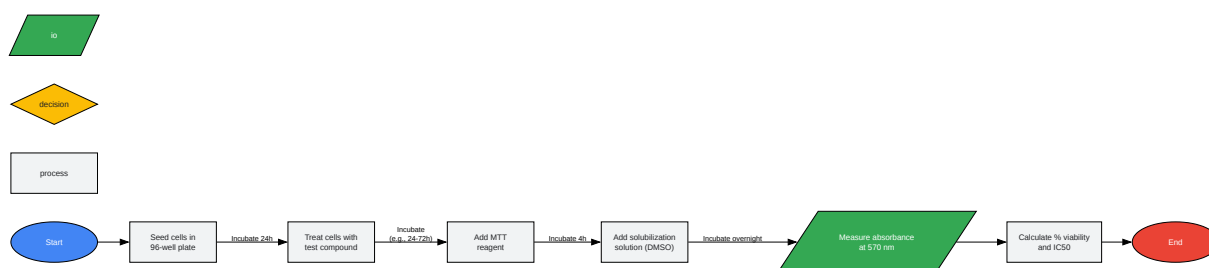 io
decision
process
Start
Seed cells in
96-well plate
Incubate 24h
Treat cells with
test compound
Incubate
(e.g., 24-72h)
Add MTT
reagent
Incubate 4h
Add solubilization
solution (DMSO)
Incubate overnight
Measure absorbance
at 570 nm
Calculate % viability
and IC50
End